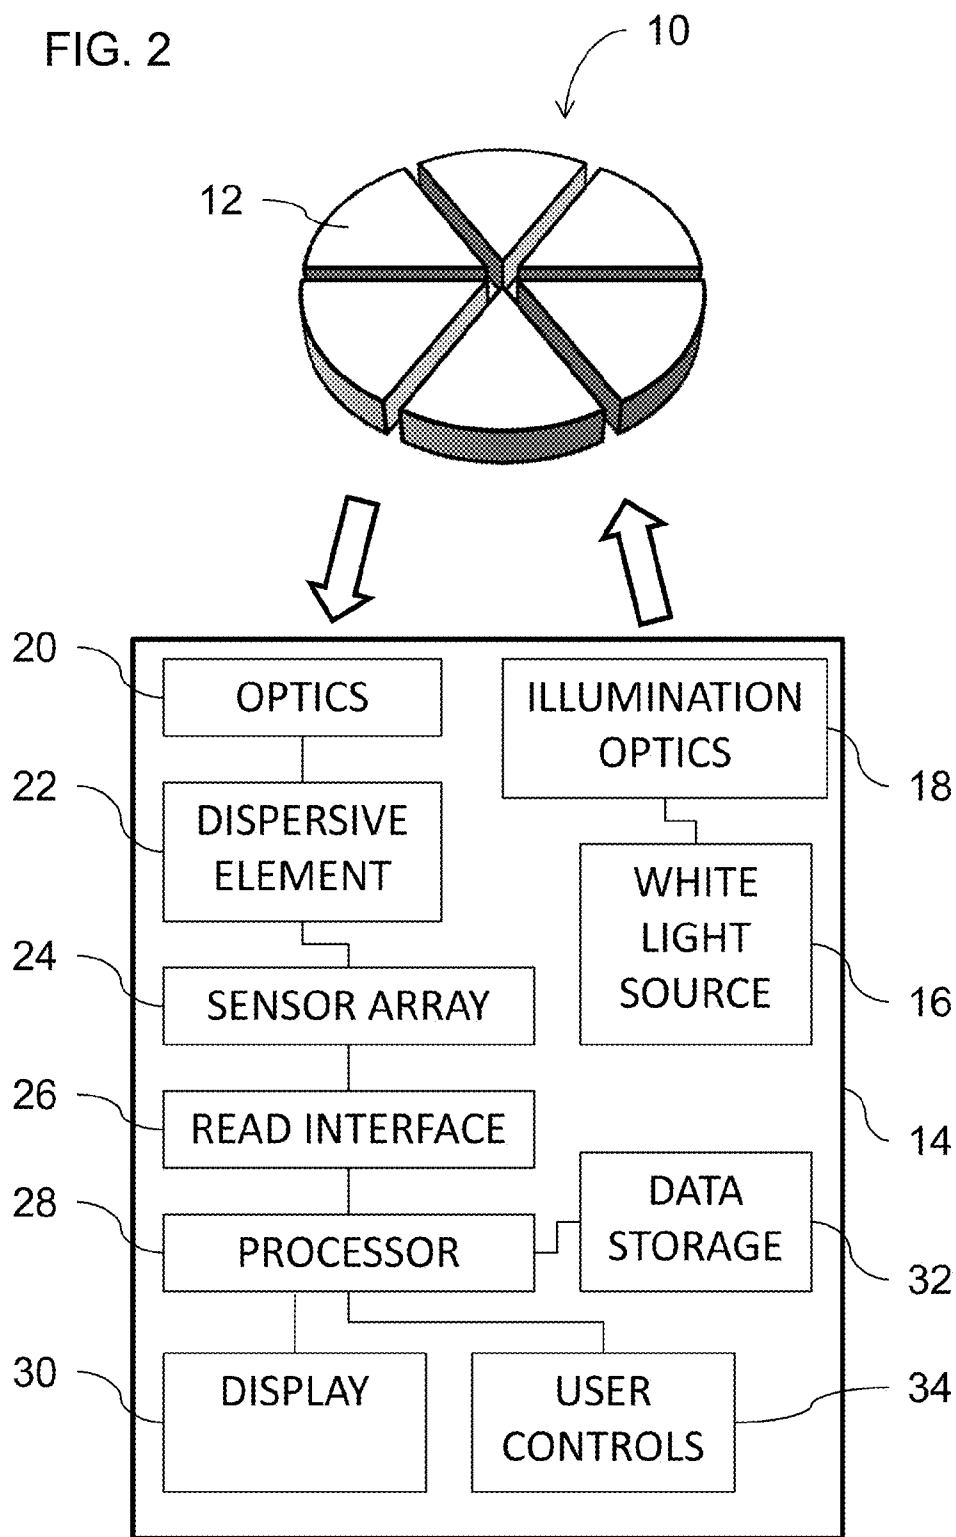 FIG. 2
10
12
20
OPTICS
ILLUMINATION
OPTICS
18
22
DISPERSIVE
ELEMENT
WHITE
LIGHT
SOURCE
16
24
SENSOR ARRAY
26
READ INTERFACE
14
28
PROCESSOR
DATA
STORAGE
32
30
DISPLAY
USER
CONTROLS
34